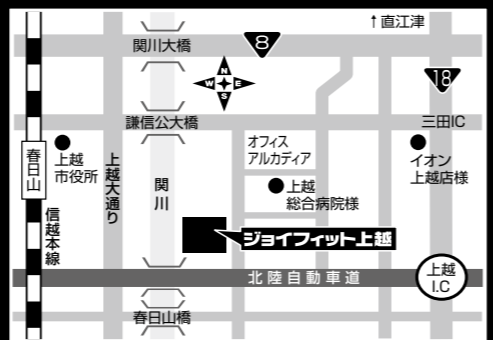 ↑直江津
関川大橋
8
18
N
W E
S
謙信公大橋
三田IC
春日山
上越
市役所
上越大通り
関川
オフィス
アルカディア
イオン
上越店様
上越
総合病院様
信越本線
ジョイフィット上越
北陸自動車道
上越
I.C
春日山橋